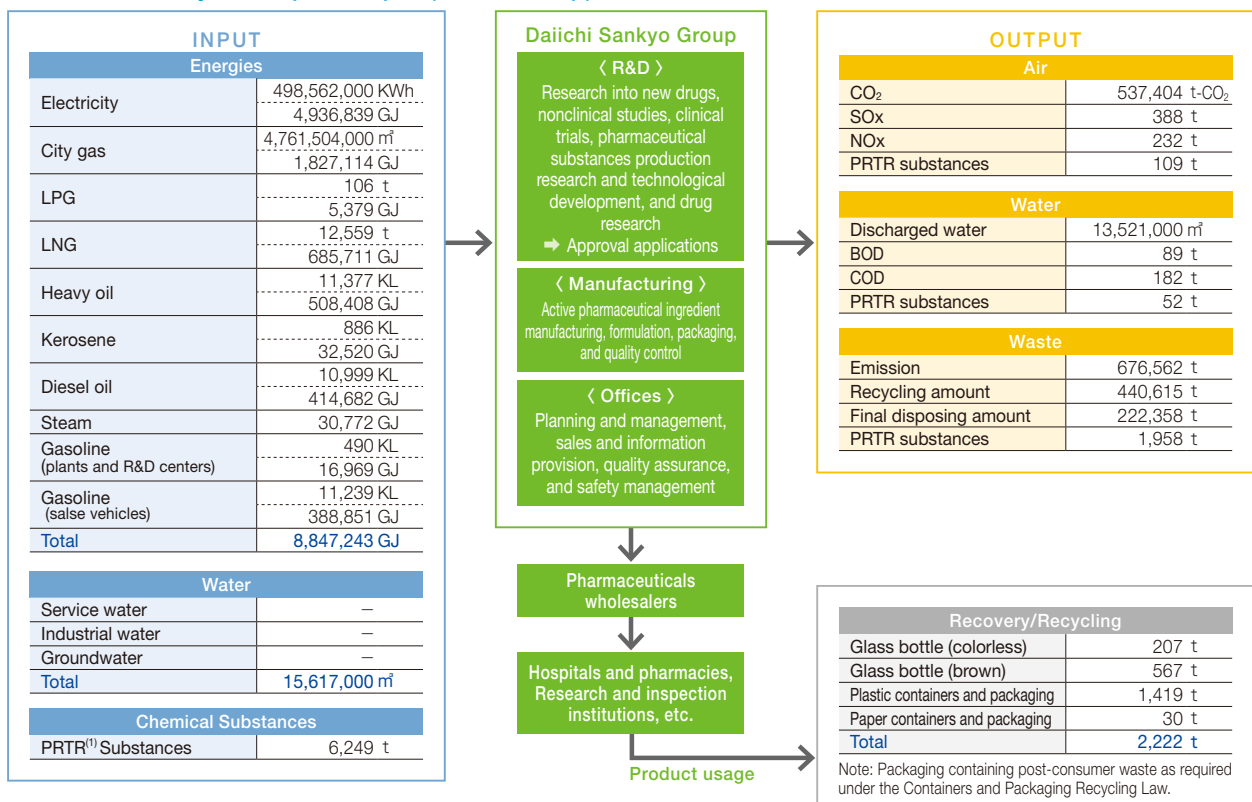 INPUT
Energies
Electricity
498,562,000 KWh
4,936,839 GJ
City gas
4,761,504,000 ㎥
1,827,114 GJ
LPG
106 t
5,379 GJ
LNG
12,559 t
685,711 GJ
Heavy oil
11,377 KL
508,408 GJ
Kerosene
886 KL
32,520 GJ
Diesel oil
10,999 KL
414,682 GJ
Steam 30,772 GJ
Gasoline
(plants and R&D centers)
490 KL
16,969 GJ
Gasoline
(salse vehicles)
11,239 KL
388,851 GJ
Total 8,847,243 GJ
Water
Service water –
Industrial water –
Groundwater –
Total 15,617,000 ㎥
Chemical Substances
PRTR(1) Substances 6,249 t
Daiichi Sankyo Group
〈 R&D 〉
Research into new drugs,
nonclinical studies, clinical
trials, pharmaceutical
substances production
research and technological
development, and drug
research
➡ Approval applications
〈 Manufacturing 〉
Active pharmaceutical ingredient
manufacturing, formulation, packaging,
and quality control
〈 Offices 〉
Planning and management,
sales and information
provision, quality assurance,
and safety management
Pharmaceuticals
wholesalers
Hospitals and pharmacies,
Research and inspection
institutions, etc.
Product usage
OUTPUT
Air
CO₂ 537,404 t-CO₂
SOx 388 t
NOx 232 t
PRTR substances 109 t
Water
Discharged water 13,521,000 ㎥
BOD 89 t
COD 182 t
PRTR substances 52 t
Waste
Emission 676,562 t
Recycling amount 440,615 t
Final disposing amount 222,358 t
PRTR substances 1,958 t
Recovery/Recycling
Glass bottle (colorless) 207 t
Glass bottle (brown) 567 t
Plastic containers and packaging 1,419 t
Paper containers and packaging 30 t
Total 2,222 t
Note: Packaging containing post-consumer waste as required
under the Containers and Packaging Recycling Law.